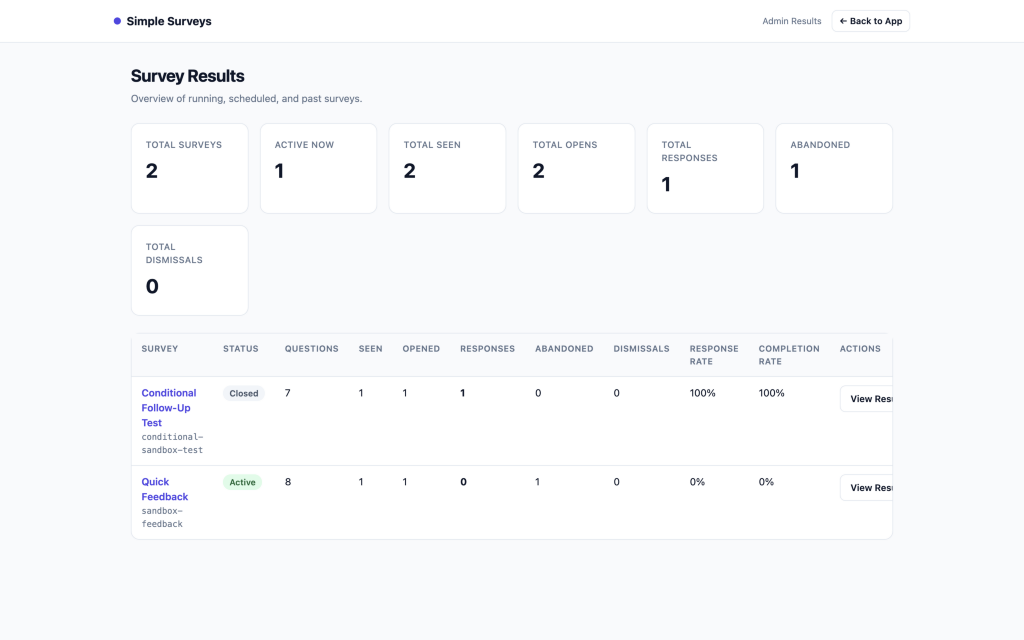 Simple Surveys
Admin Results
← Back to App
Survey Results
Overview of running, scheduled, and past surveys.
TOTAL SURVEYS
2
ACTIVE NOW
1
TOTAL SEEN
2
TOTAL OPENS
2
TOTAL
RESPONSES
1
ABANDONED
1
TOTAL
DISMISSALS
0
SURVEY STATUS QUESTIONS SEEN OPENED RESPONSES ABANDONED DISMISSALS RESPONSE RATE COMPLETION RATE ACTIONS
Conditional
Follow-Up
Test
conditional-
sandbox-test
Closed 7 1 1 1 0 0 100% 100% View Resu
Quick
Feedback
sandbox-
feedback
Active 8 1 1 0 1 0 0% 0% View Resu